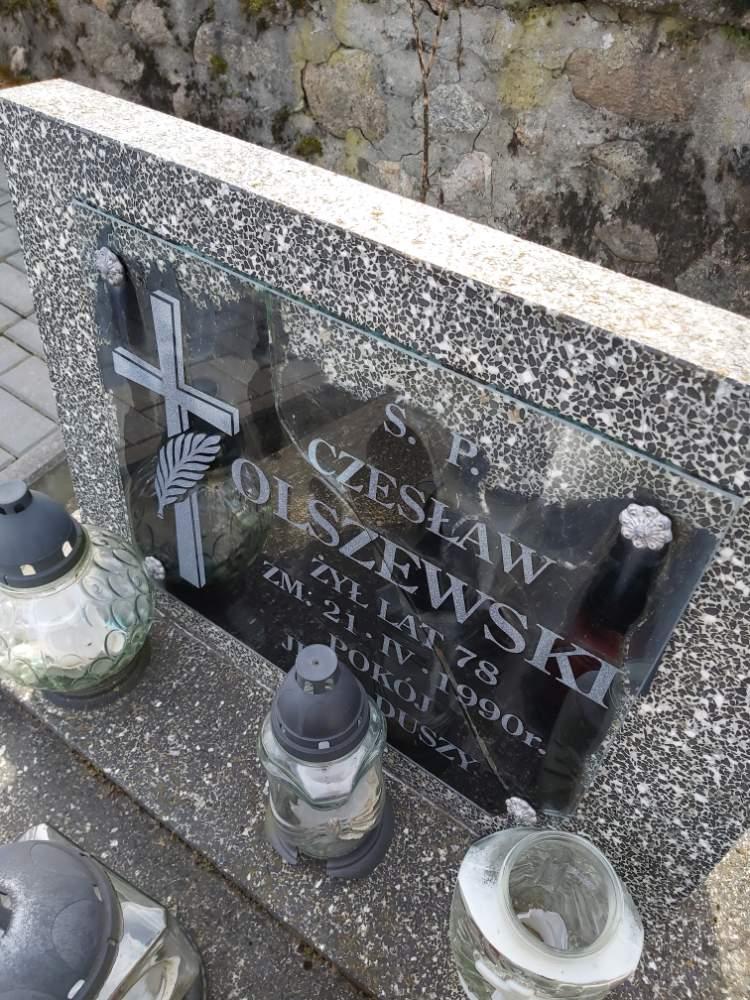 S. P.
CZESŁAW
OLSZEWSKI
ŻYŁ LAT 78
ZM. 21.IV.1990r.
POKÓJ
DUSZY